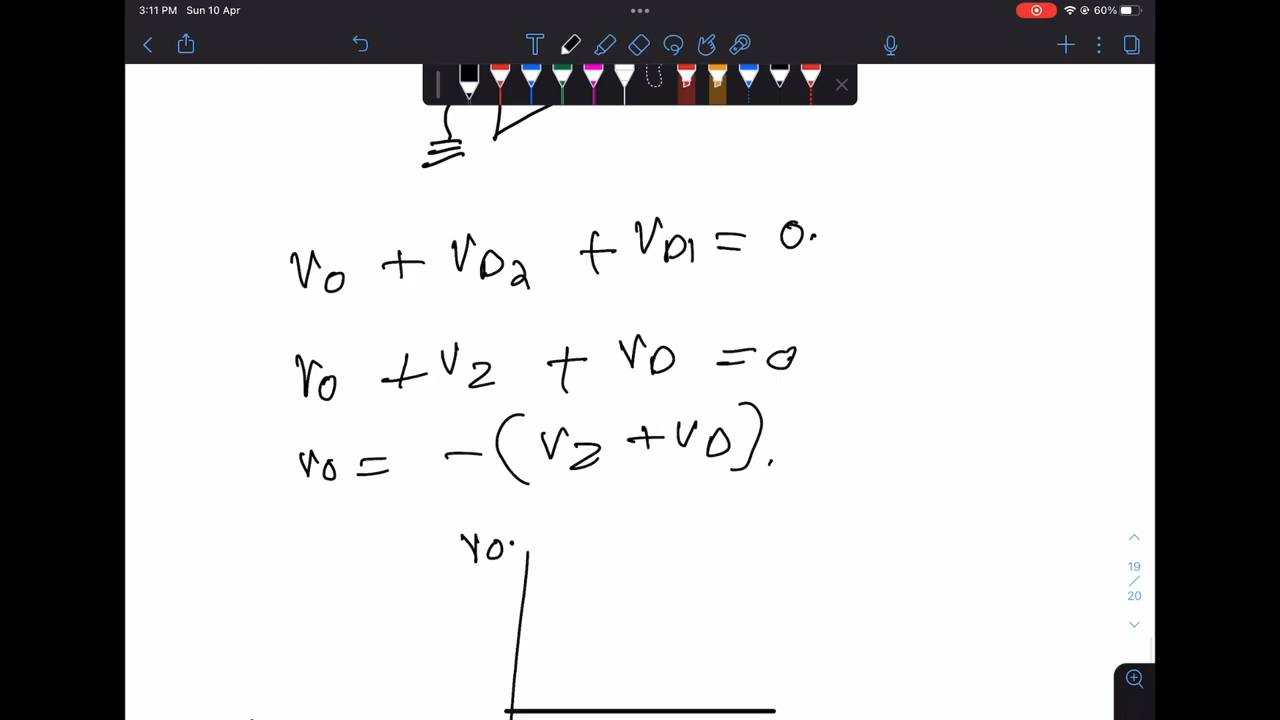 3:11 PM Sun 10 Apr
60%
T
V0 + VD2 + VD1 = 0.
V0 + VZ + VD = 0
V0 = -(VZ + VD).
V0.
19
/
20